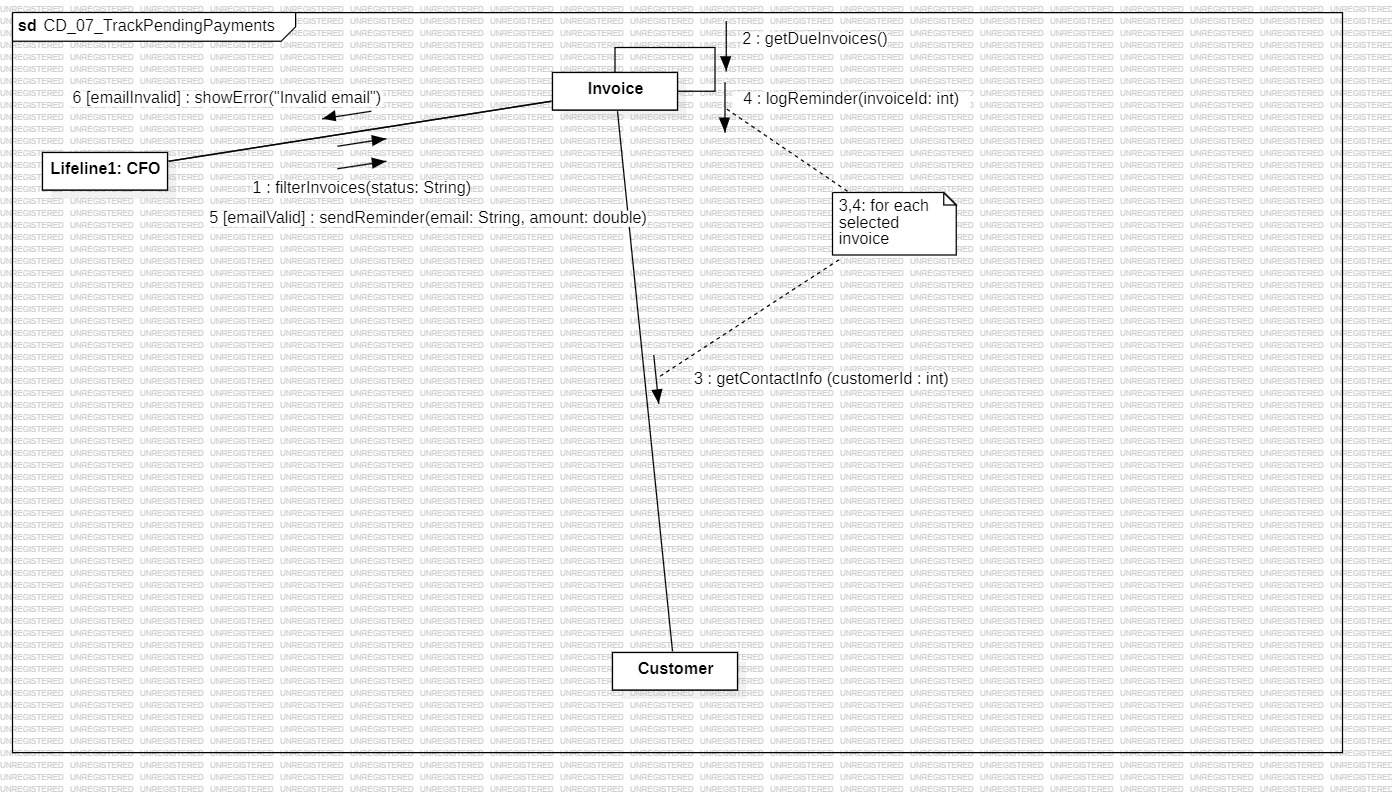 sd CD_07_TrackPendingPayments
2 : getDueInvoices()
Invoice
6 [emailInvalid] : showError("Invalid email")
4 : logReminder(invoiceId: int)
Lifeline1: CFO
1 : filterInvoices(status: String)
3,4: for each
selected
invoice
5 [emailValid] : sendReminder(email: String, amount: double)
3 : getContactInfo (customerId : int)
Customer
UNREGISTERED